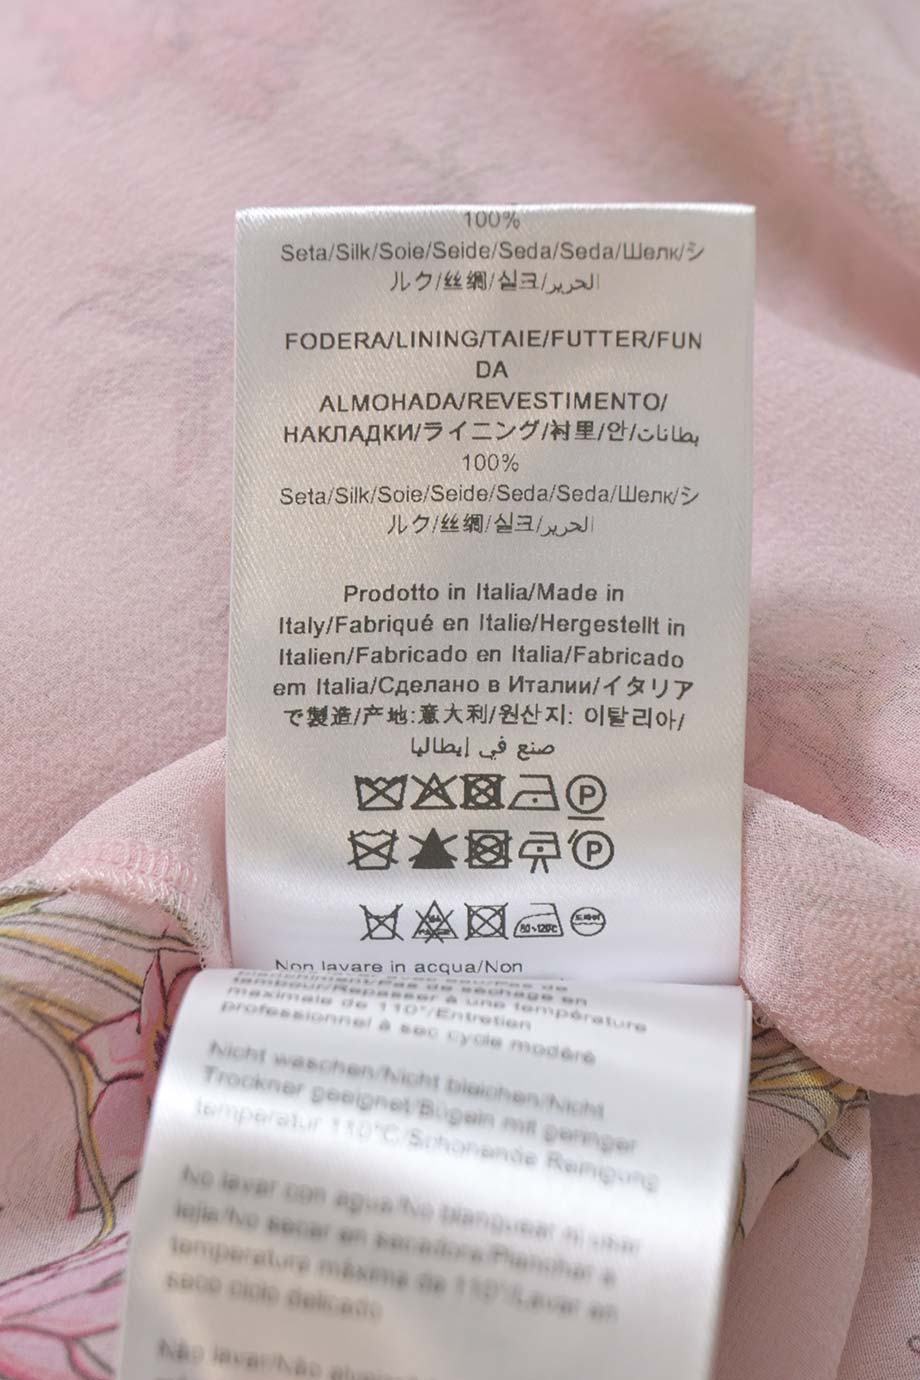 100%
Seta/Silk/Soie/Seide/Seda/Seda/Шелк/シ
ルク/丝绸/실크/الحرير
FODERA/LINING/TAIE/FUTTER/FUN
DA
ALMOHADA/REVESTIMENTO/
НАКЛАДКИ/ライニング/衬里/안/بطانات
100%
Seta/Silk/Soie/Seide/Seda/Seda/Шелк/シ
ルク/丝绸/실크/الحرير
Prodotto in Italia/Made in
Italy/Fabriqué en Italie/Hergestellt in
Italien/Fabricado en Italia/Fabricado
em Italia/Сделано в Италии/イタリア
で製造/产地:意大利/원산지: 이탈리아/
صنع في إيطاليا
P
P
Non lavare in acqua/Non
tambour/Repasser à une température
maximale de 110°/Entretien
professionnel à sec cycle modéré
Nicht waschen/Nicht bleichen/Nicht
Trockner geeignet/Bügeln mit geringer
temperatur 110°C/Schonende Reinigung
No lavar con agua/No blanquear ni usar
lejía/No secar en secadora/Planchar a
temperatura máxima de 110°/Lavar en
seco ciclo delicado
Não lavar/Não